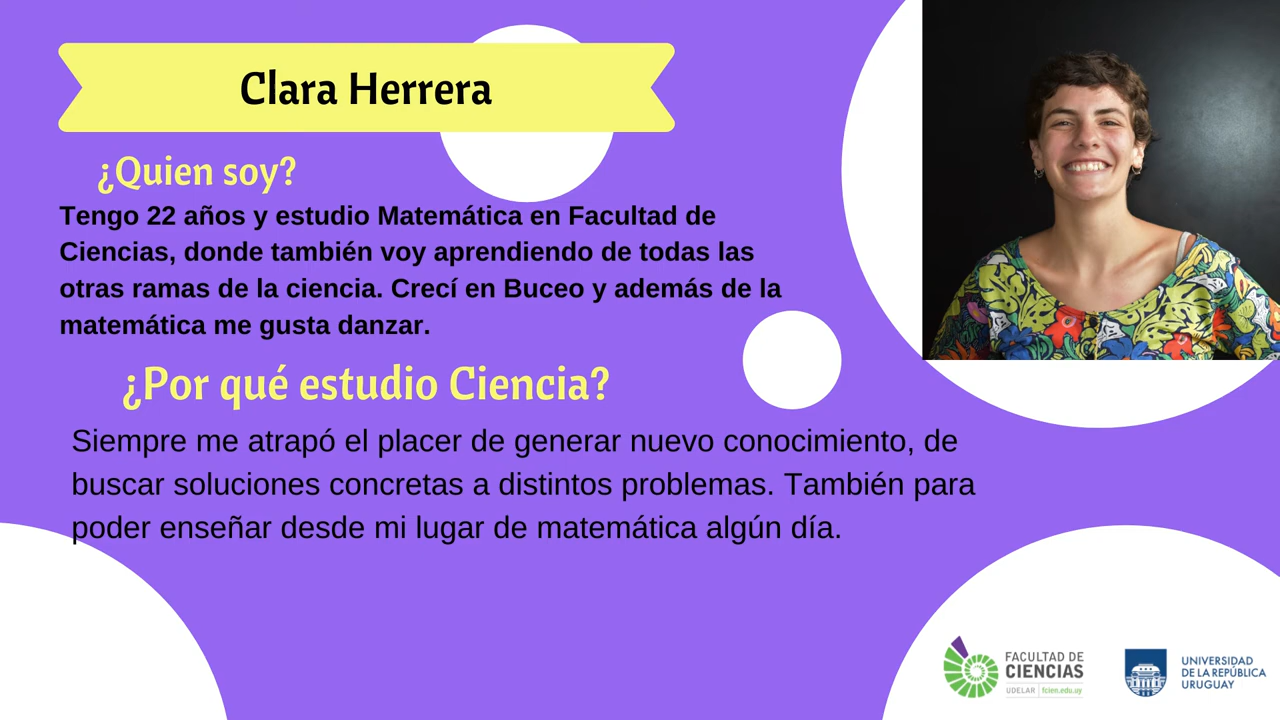 Clara Herrera
¿Quien soy?
Tengo 22 años y estudio Matemática en Facultad de
Ciencias, donde también voy aprendiendo de todas las
otras ramas de la ciencia. Crecí en Buceo y además de la
matemática me gusta danzar.
¿Por qué estudio Ciencia?
Siempre me atrapó el placer de generar nuevo conocimiento, de
buscar soluciones concretas a distintos problemas. También para
poder enseñar desde mi lugar de matemática algún día.
FACULTAD DE
CIENCIAS
UDELAR | fcien.edu.uy
UNIVERSIDAD
DE LA REPÚBLICA
URUGUAY